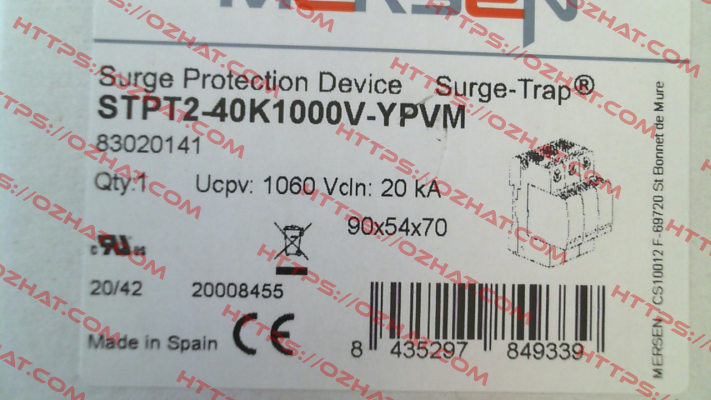 MERSEN
Surge Protection Device Surge-Trap®
STPT2-40K1000V-YPVM
83020141
Qty:1 Ucpv: 1060 Vcln: 20 kA
90x54x70
c RU us
20/42 20008455
Made in Spain CE
8 435297 849339
MERSEN CS10012 F-69720 St Bonnet de Mure
HTTPS://OZHAT.COM